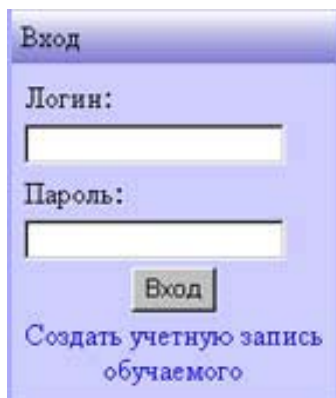 Вход
Логин:
Пароль:
Вход
Создать учетную запись
обучаемого